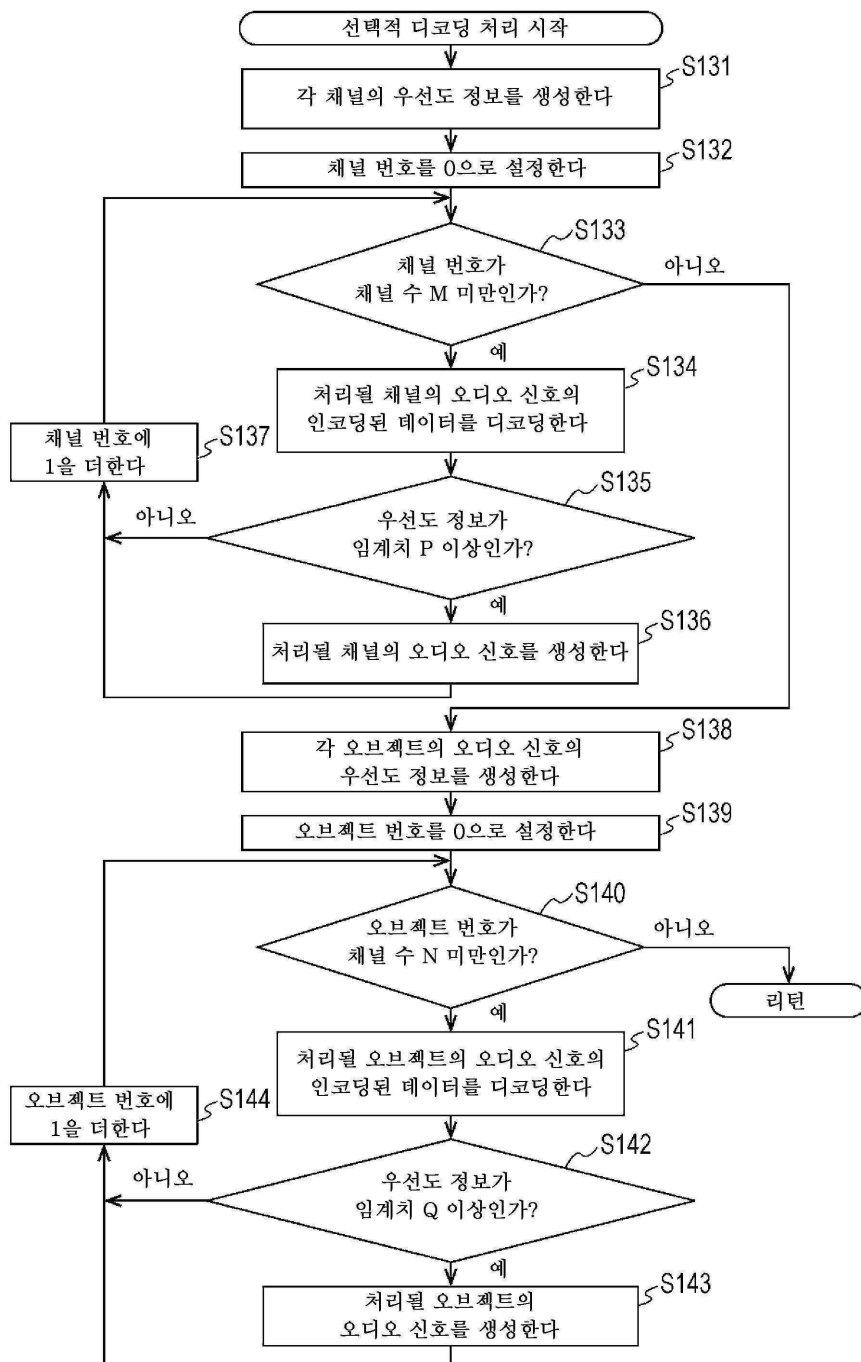 선택적 디코딩 처리 시작
S131
각 채널의 우선도 정보를 생성한다
S132
채널 번호를 0으로 설정한다
S133
채널 번호가
채널 수 M 미만인가?
아니오
예
S134
처리될 채널의 오디오 신호의
인코딩된 데이터를 디코딩한다
채널 번호에
1을 더한다
S137
S135
아니오
우선도 정보가
임계치 P 이상인가?
예
S136
처리될 채널의 오디오 신호를 생성한다
S138
각 오브젝트의 오디오 신호의
우선도 정보를 생성한다
S139
오브젝트 번호를 0으로 설정한다
S140
오브젝트 번호가
채널 수 N 미만인가?
아니오
리턴
예
S141
처리될 오브젝트의 오디오 신호의
인코딩된 데이터를 디코딩한다
오브젝트 번호에
1을 더한다
S144
S142
아니오
우선도 정보가
임계치 Q 이상인가?
예
S143
처리될 오브젝트의
오디오 신호를 생성한다